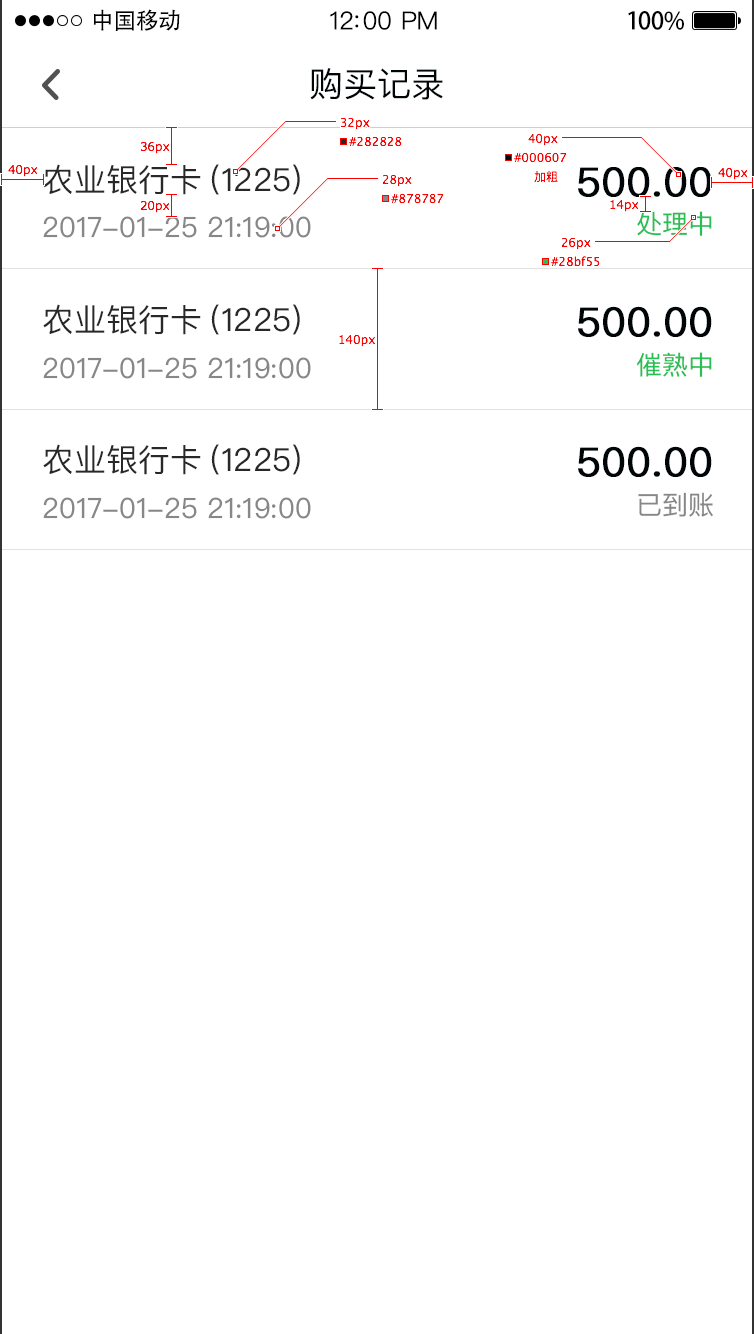 中国移动 12:00 PM 100%
购买记录
32px
#282828
36px
40px
#000607
加粗
40px
农业银行卡 (1225)
28px
#878787
500.00
40px
20px
14px
2017-01-25 21:19:00
处理中
26px
#28bf55
农业银行卡 (1225)
500.00
140px
2017-01-25 21:19:00
催熟中
农业银行卡 (1225)
500.00
2017-01-25 21:19:00
已到账